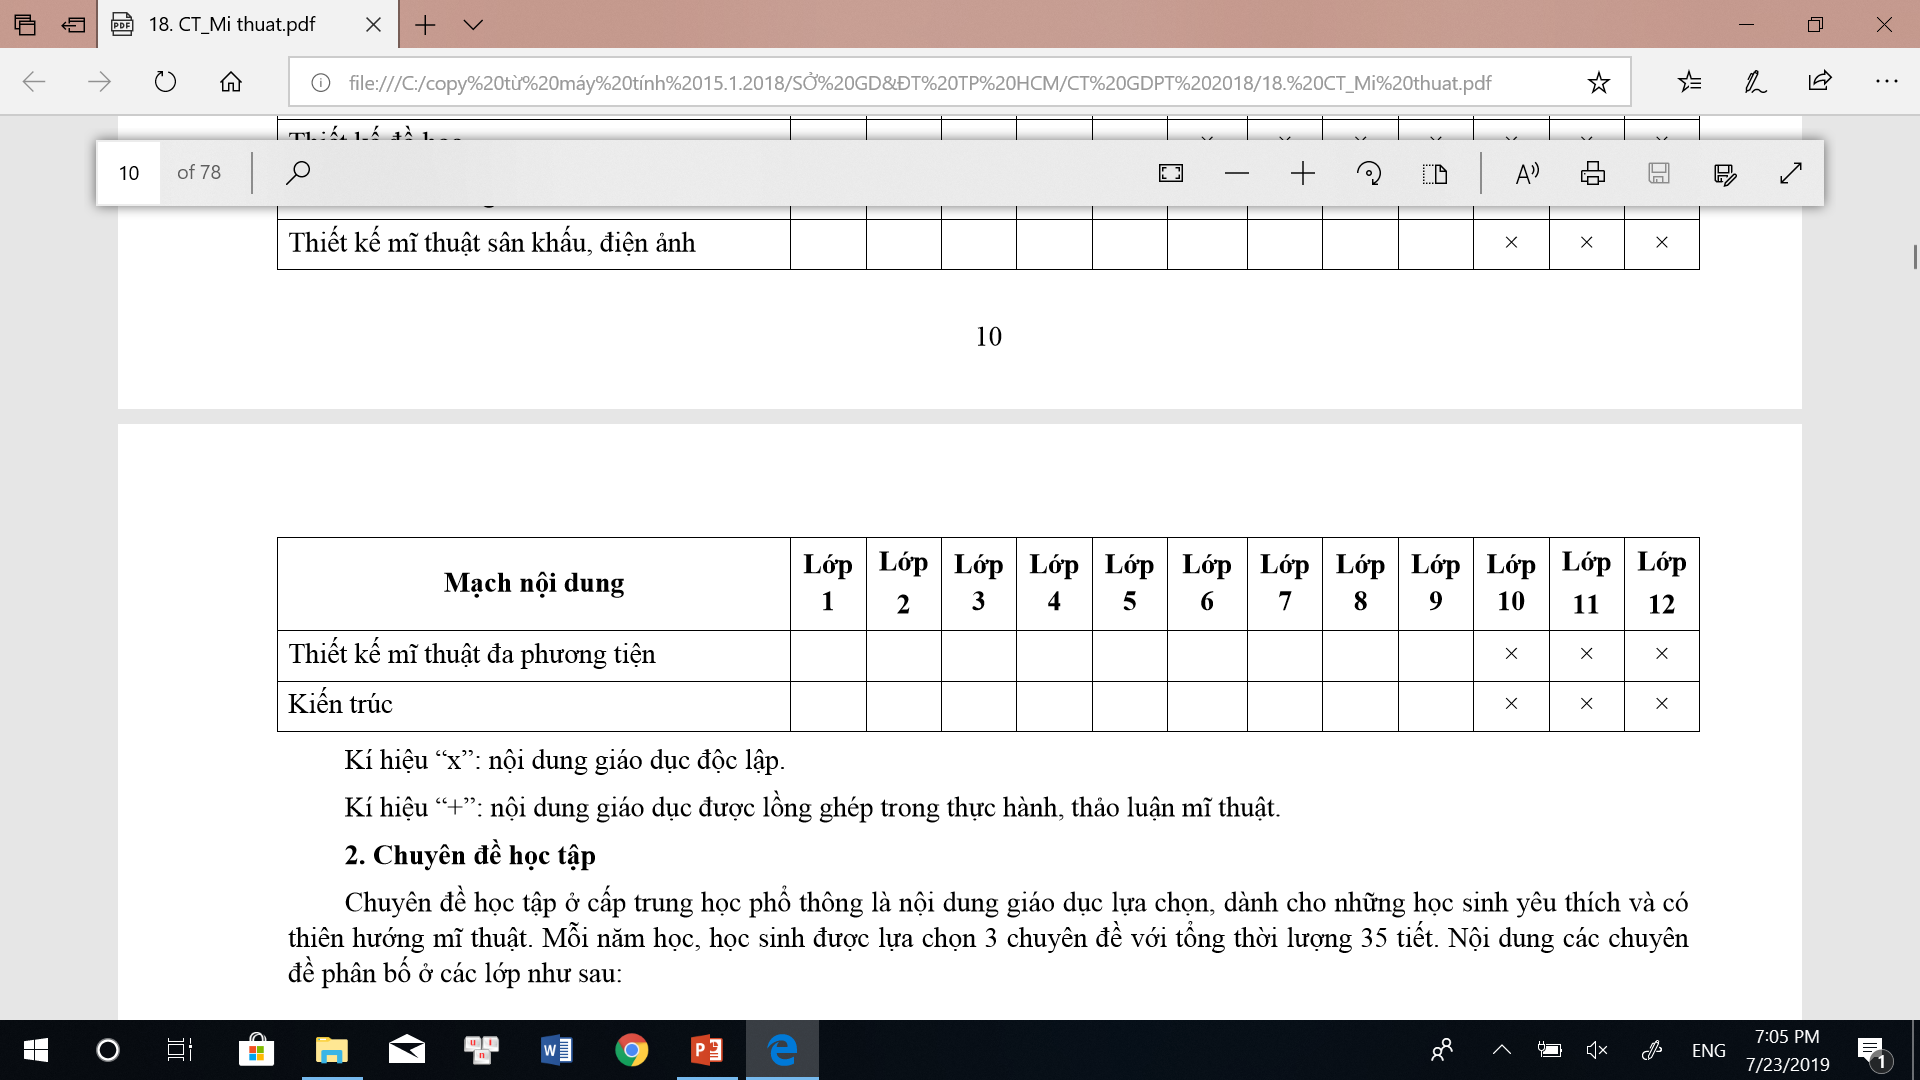 18. CT_Mi thuat.pdf
file:///C:/copy%20từ%20máy%20tính%2015.1.2018/SỞ%20GD&ĐT%20TP%20HCM/CT%20GDPT%202018/18.%20CT_Mi%20thuat.pdf
Thiết kế đồ họa × × × × × × ×
10 of 78
Thiết kế mĩ thuật sân khấu, điện ảnh × × ×
10
Mạch nội dung Lớp 1 Lớp 2 Lớp 3 Lớp 4 Lớp 5 Lớp 6 Lớp 7 Lớp 8 Lớp 9 Lớp 10 Lớp 11 Lớp 12
Thiết kế mĩ thuật đa phương tiện × × ×
Kiến trúc × × ×
Kí hiệu “x”: nội dung giáo dục độc lập.
Kí hiệu “+”: nội dung giáo dục được lồng ghép trong thực hành, thảo luận mĩ thuật.
2. Chuyên đề học tập
Chuyên đề học tập ở cấp trung học phổ thông là nội dung giáo dục lựa chọn, dành cho những học sinh yêu thích và có
thiên hướng mĩ thuật. Mỗi năm học, học sinh được lựa chọn 3 chuyên đề với tổng thời lượng 35 tiết. Nội dung các chuyên
đề phân bố ở các lớp như sau:
ENG
7:05 PM
7/23/2019
1